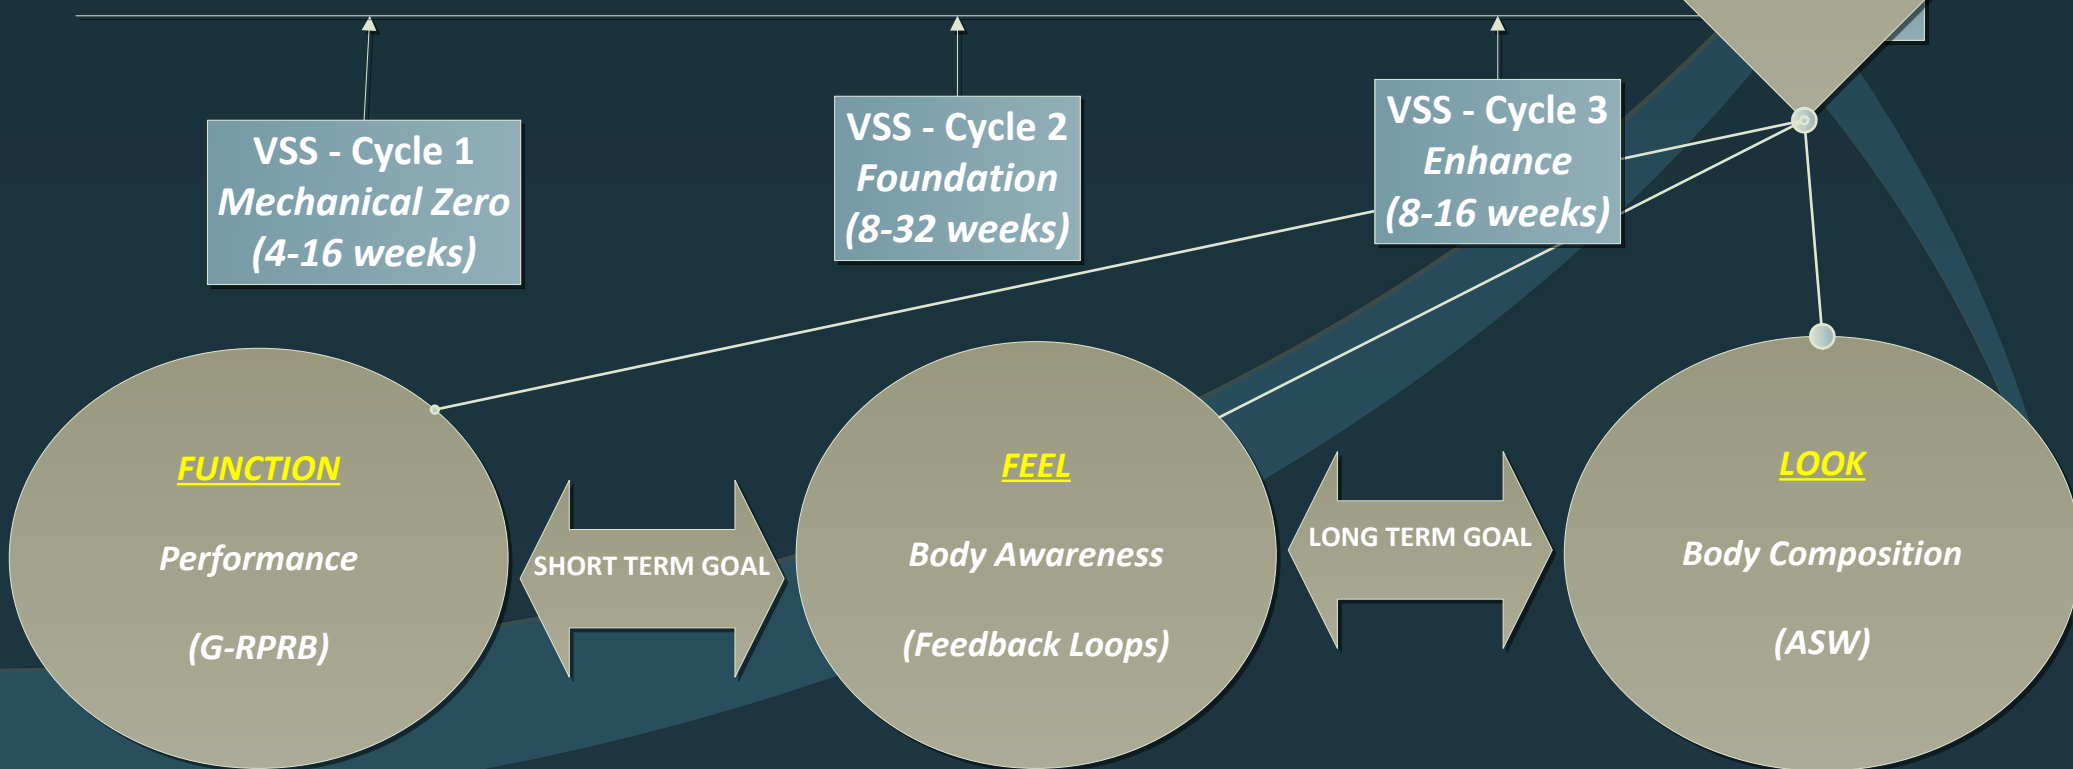 VSS - Cycle 1
Mechanical Zero
(4-16 weeks)
VSS - Cycle 2
Foundation
(8-32 weeks)
VSS - Cycle 3
Enhance
(8-16 weeks)
FUNCTION
Performance
(G-RPRB)
SHORT TERM GOAL
FEEL
Body Awareness
(Feedback Loops)
LONG TERM GOAL
LOOK
Body Composition
(ASW)